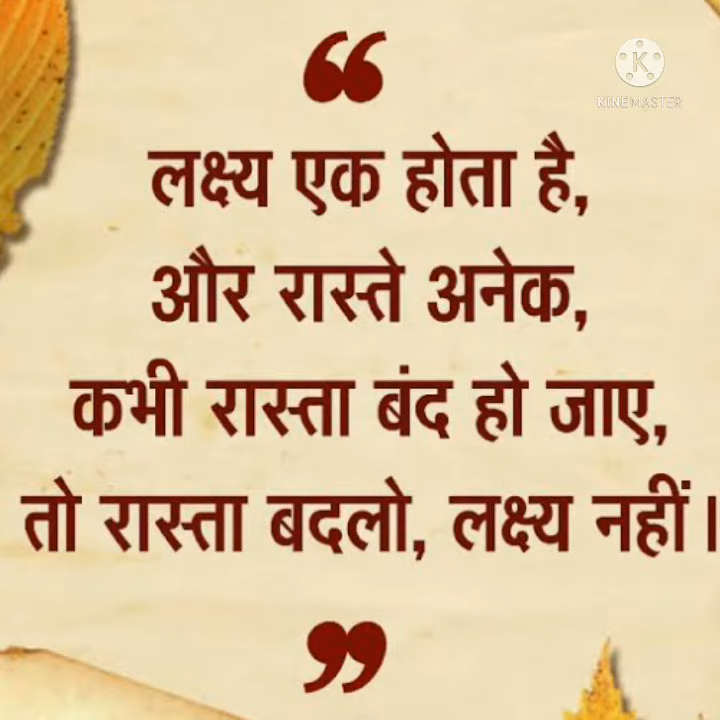 “
KINEMASTER
लक्ष्य एक होता है,
और रास्ते अनेक,
कभी रास्ता बंद हो जाए,
तो रास्ता बदलो, लक्ष्य नहीं।
”